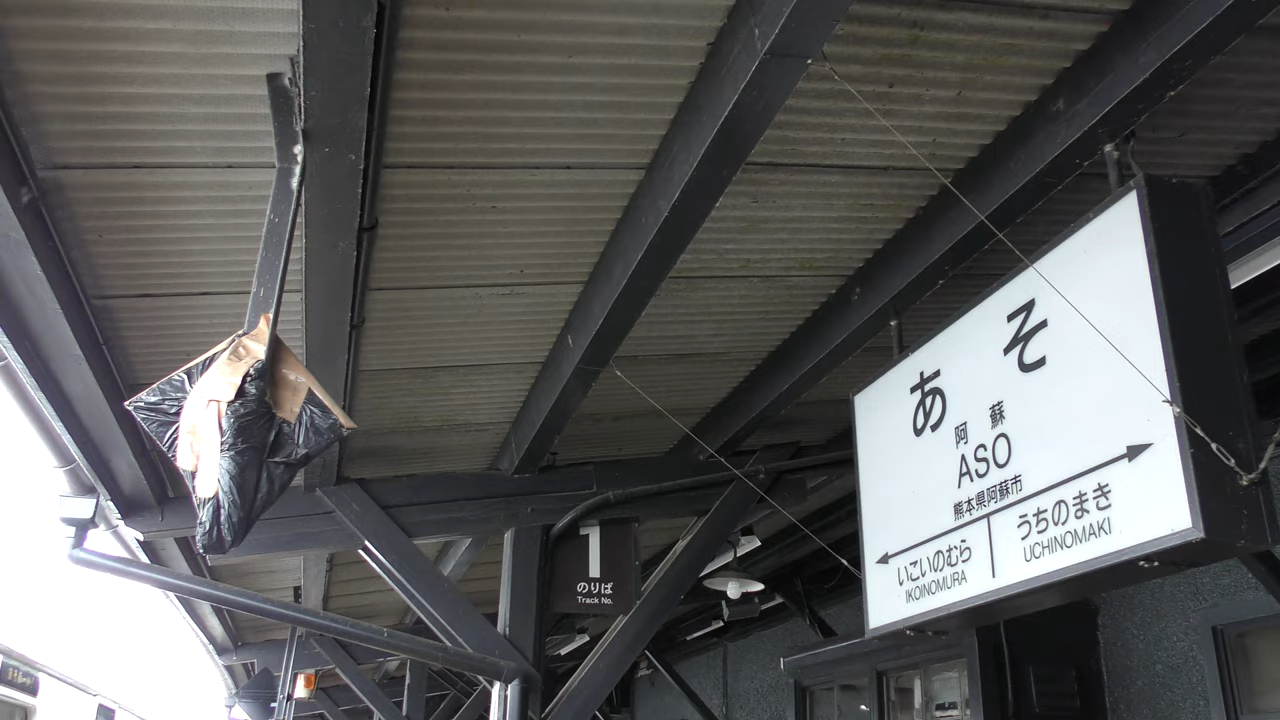 あそ
阿蘇
ASO
熊本県阿蘇市
いこいのむら
IKOINOMURA
うちのまき
UCHINOMAKI
1
のりば
Track No.